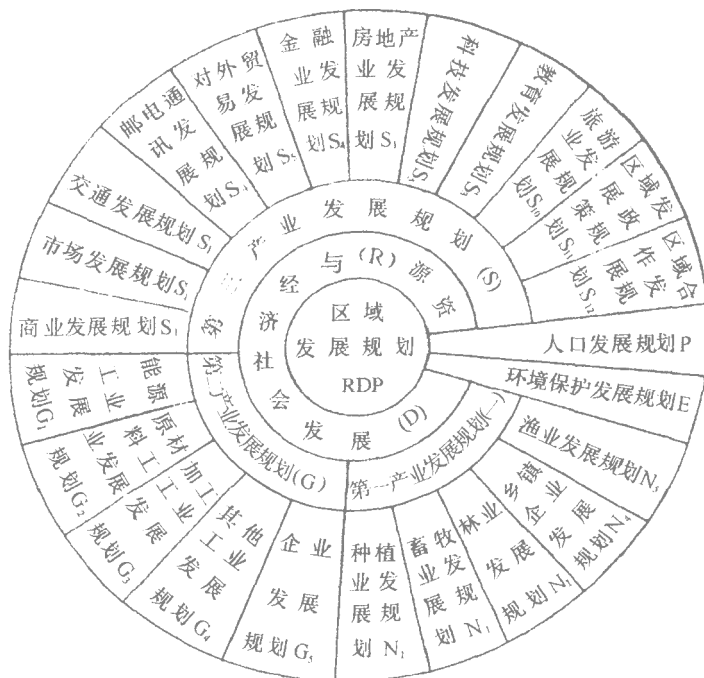 区域
发展规划
RDP
资源(R)与经济社会发展(D)
第三产业发展规划(S)
第二产业发展规划(G)
第一产业发展规划(一)
商业发展规划S₁
市场发展规划S
交通发展规划S
邮电通讯发展规划S
对外贸易发展规划S₅
金融业发展规划S₄
房地产业发展规划S
科技发展规划S
教育发展规划S
旅游业发展规划S₁₀
区域发展政策规划S₁₁
区域合作发展规划S₁₂
人口发展规划P
环境保护发展规划E
渔业发展规划N₅
乡镇企业发展规划N₄
林业发展规划N
畜牧业发展规划N
种植业发展规划N₁
企业发展规划G₅
其他工业发展规划G₄
加工工业发展规划G₃
原材料工业发展规划G₂
能源工业发展规划G₁